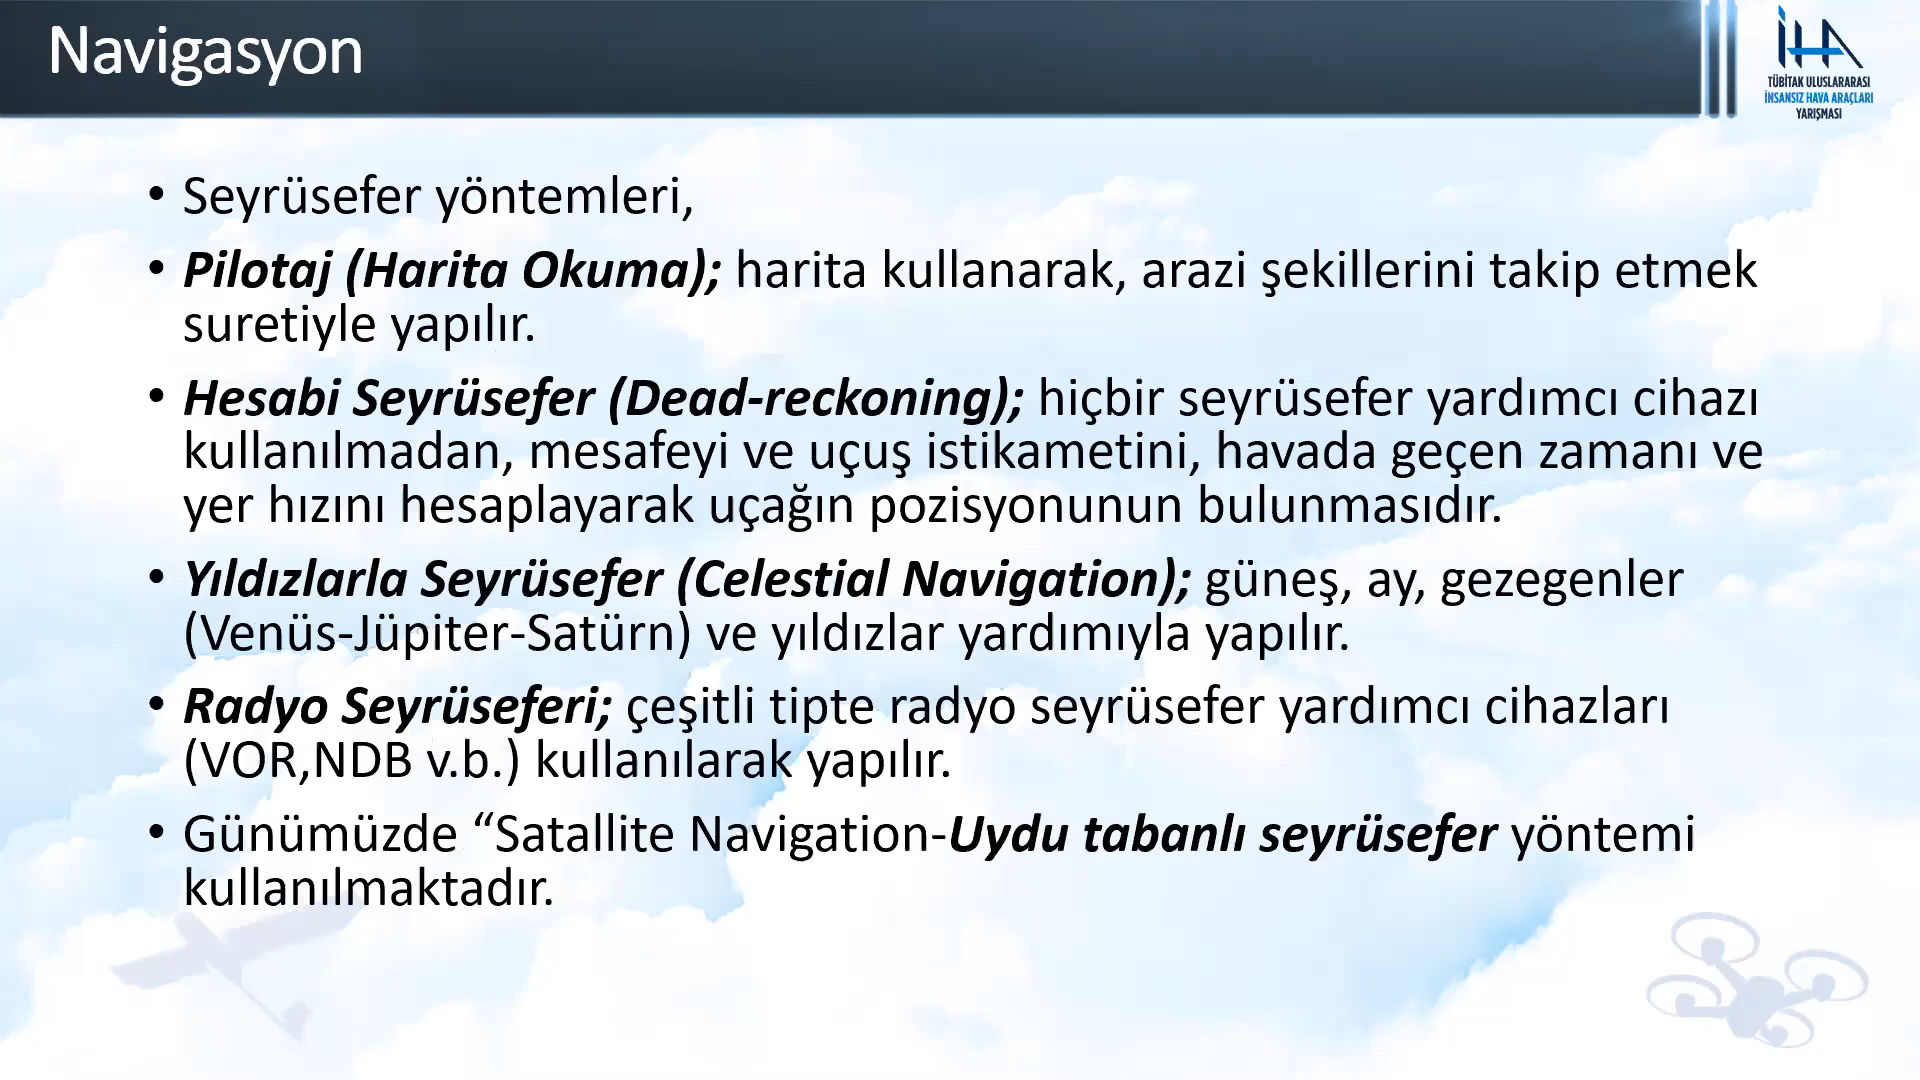 Navigasyon
İHA
TÜBİTAK ULUSLARARASI
İNSANSIZ HAVA ARAÇLARI
YARIŞMASI
• Seyrüsefer yöntemleri,
• Pilotaj (Harita Okuma); harita kullanarak, arazi şekillerini takip etmek
suretiyle yapılır.
• Hesabi Seyrüsefer (Dead-reckoning); hiçbir seyrüsefer yardımcı cihazı
kullanılmadan, mesafeyi ve uçuş istikametini, havada geçen zamanı ve
yer hızını hesaplayarak uçağın pozisyonunun bulunmasıdır.
• Yıldızlarla Seyrüsefer (Celestial Navigation); güneş, ay, gezegenler
(Venüs-Jüpiter-Satürn) ve yıldızlar yardımıyla yapılır.
• Radyo Seyrüseferi; çeşitli tipte radyo seyrüsefer yardımcı cihazları
(VOR,NDB v.b.) kullanılarak yapılır.
• Günümüzde “Satallite Navigation-Uydu tabanlı seyrüsefer yöntemi
kullanılmaktadır.